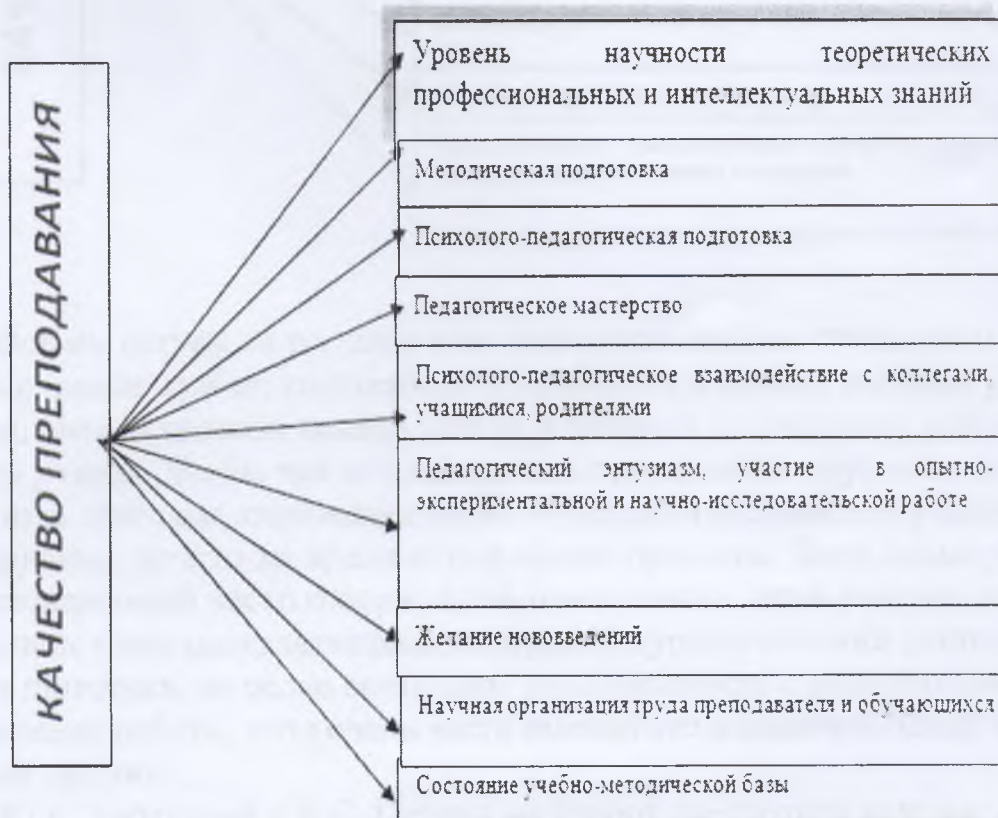 КАЧЕСТВО ПРЕПОДАВАНИЯ
Уровень научности теоретических
профессиональных и интеллектуальных знаний
Методическая подготовка
Психолого-педагогическая подготовка
Педагогическое мастерство
Психолого-педагогическое взаимодействие с коллегами,
учащимися, родителями
Педагогический энтузиазм, участие в опытно-
экспериментальной и научно-исследовательской работе
Желание нововведений
Научная организация труда преподавателя и обучающихся
Состояние учебно-методической базы